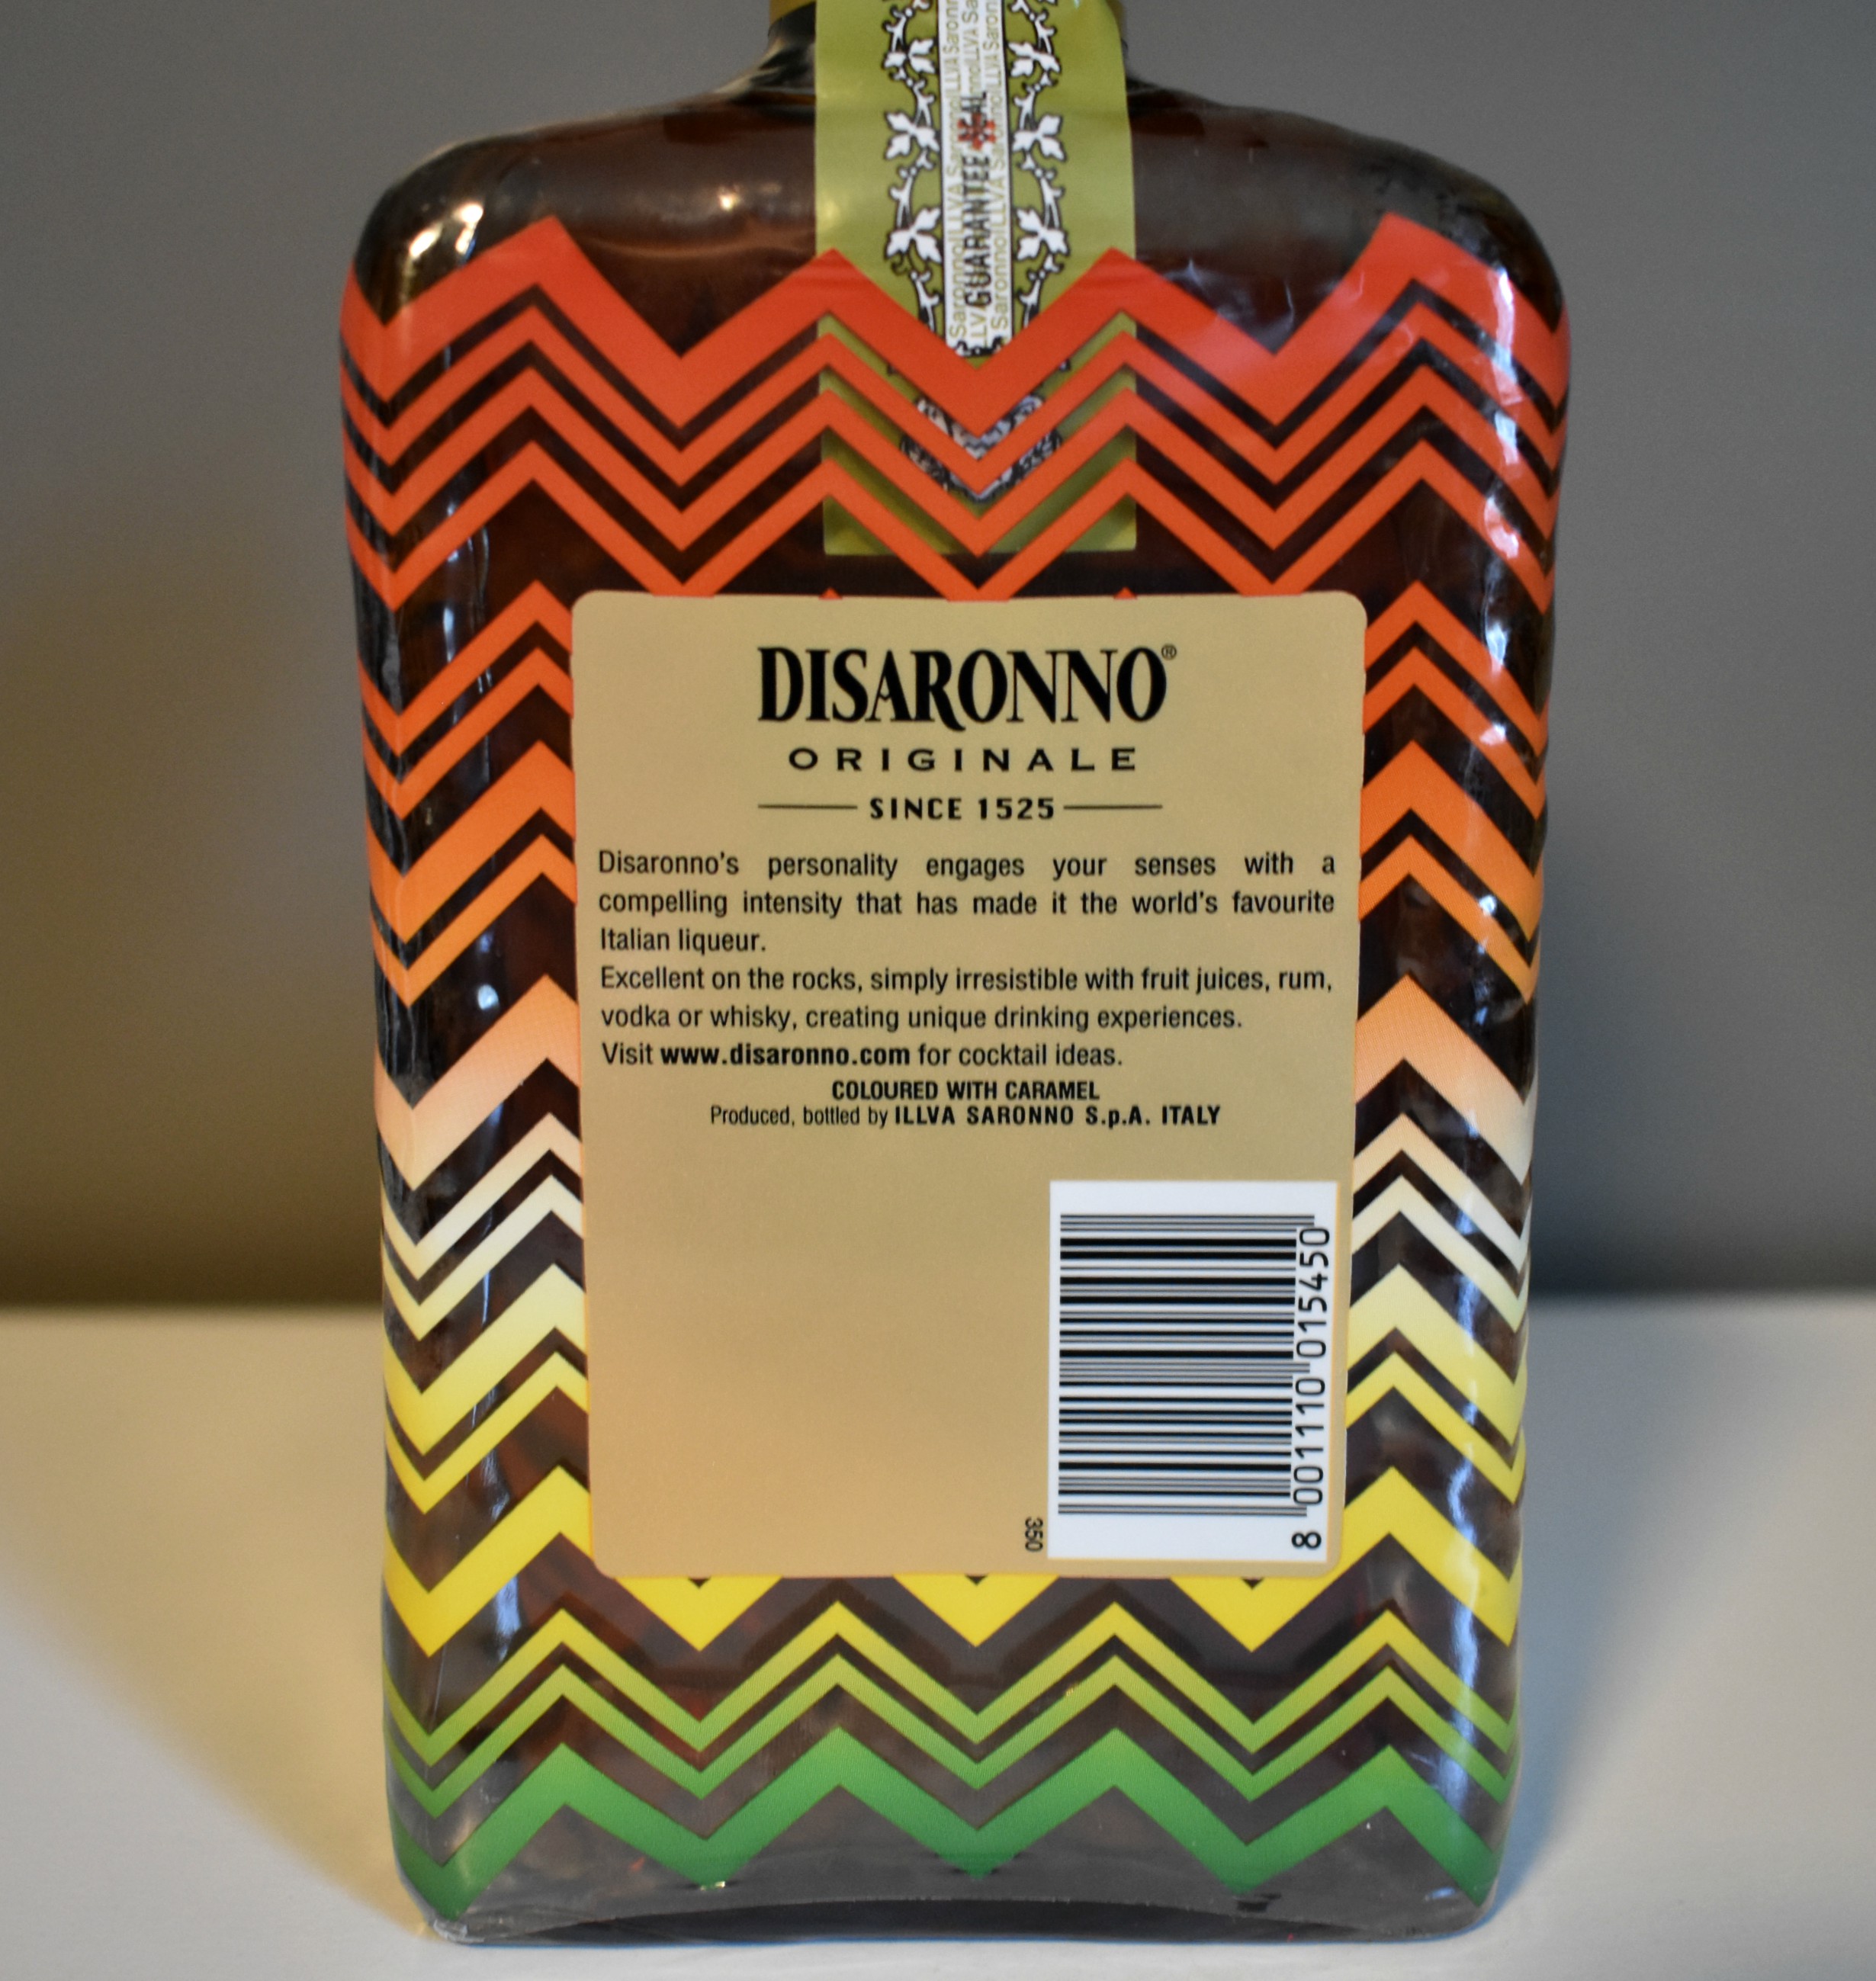 GUARANTEE SEAL
DISARONNO®
ORIGINALE
SINCE 1525
Disaronno's personality engages your senses with a
compelling intensity that has made it the world's favourite
Italian liqueur.
Excellent on the rocks, simply irresistible with fruit juices, rum,
vodka or whisky, creating unique drinking experiences.
Visit www.disaronno.com for cocktail ideas.
COLOURED WITH CARAMEL
Produced, bottled by ILLVA SARONNO S.p.A. ITALY
350
8 001110 015450